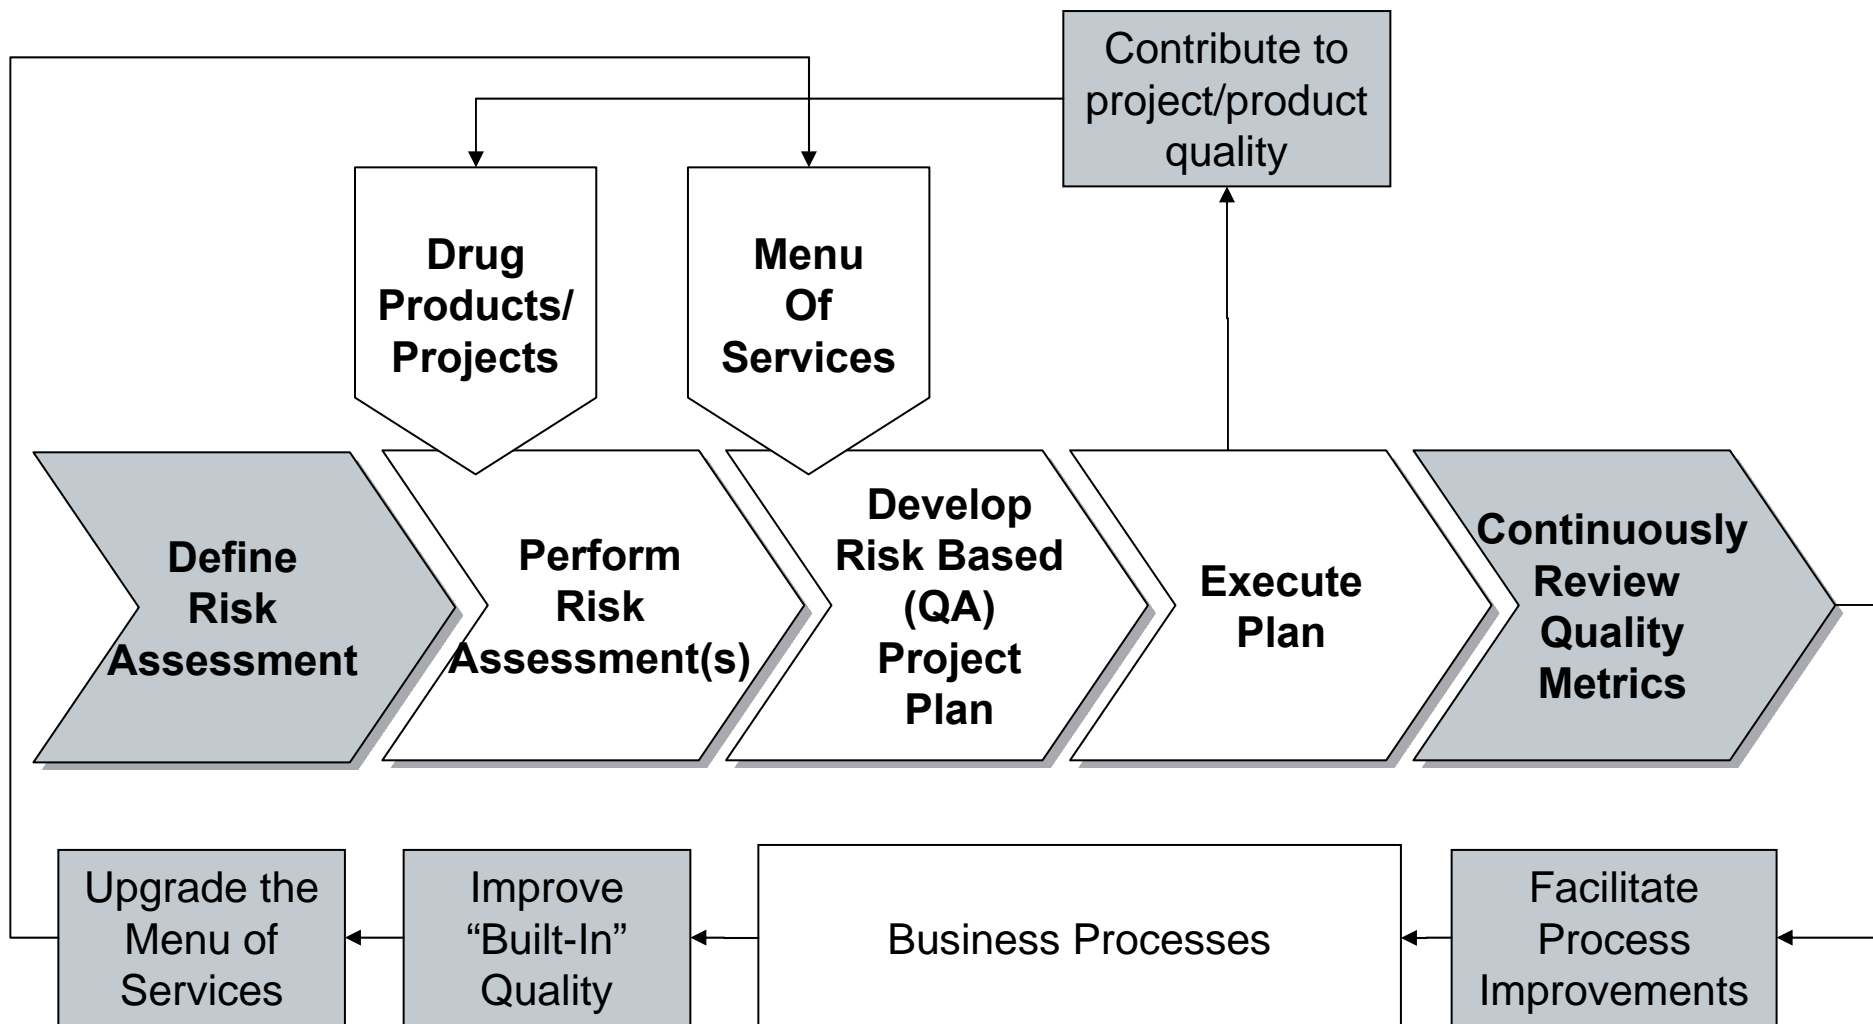 Contribute to
project/product
quality
Drug
Products/
Projects
Menu
Of
Services
Define
Risk
Assessment
Perform
Risk
Assessment(s)
Develop
Risk Based
(QA)
Project
Plan
Execute
Plan
Continuously
Review
Quality
Metrics
Upgrade the
Menu of
Services
Improve
“Built-In”
Quality
Business Processes
Facilitate
Process
Improvements